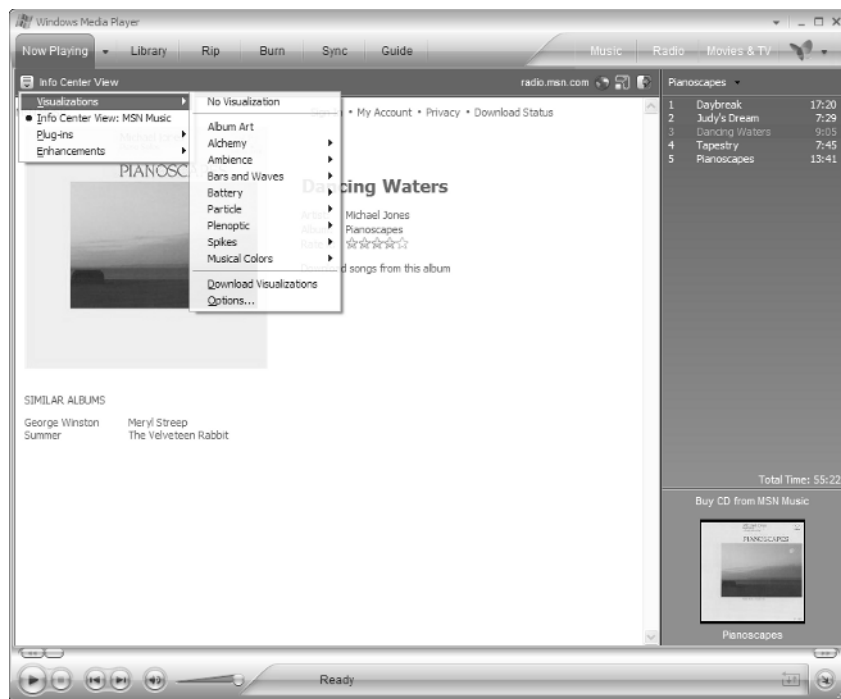 Windows Media Player
Now Playing Library Rip Burn Sync Guide Music Radio Movies & TV
Info Center View radio.msn.com Pianoscapes
Visualizations
Info Center View: MSN Music
Plug-ins
Enhancements
No Visualization
Album Art
Alchemy
Ambience
Bars and Waves
Battery
Particle
Plenoptic
Spikes
Musical Colors
Download Visualizations
Options...
• My Account • Privacy • Download Status
PIANOSC
Dancing Waters
Michael Jones
Pianoscapes
songs from this album
SIMILAR ALBUMS
George Winston Meryl Streep
Summer The Velveteen Rabbit
1 Daybreak 17:20
2 Judy's Dream 7:29
3 Dancing Waters 9:05
4 Tapestry 7:45
5 Pianoscapes 13:41
Total Time: 55:22
Buy CD from MSN Music
PIANOSCAPES
Pianoscapes
Ready